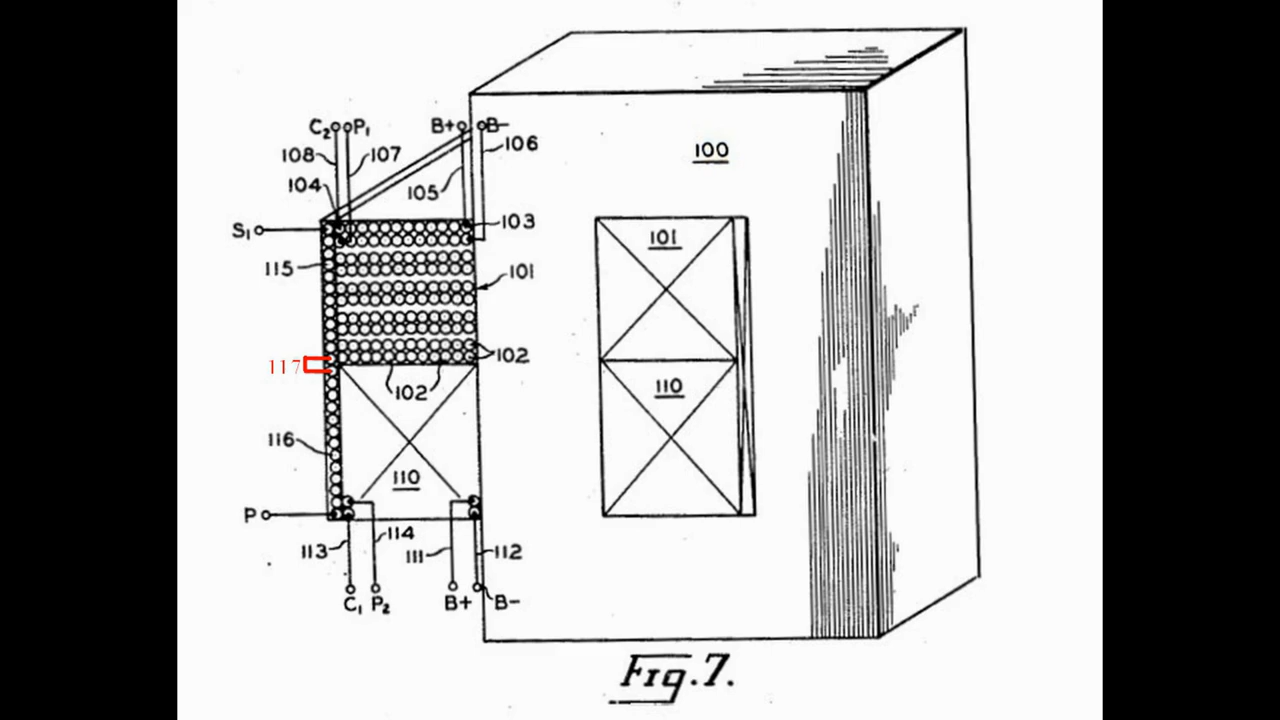 C₂ P₁ B+ B-
108 107 106
100
104 105
S₁ 103
101
115 101
117 102
102 110
116
110
P
113 114 111 112
C₁ P₂ B+ B-
Fig.7.